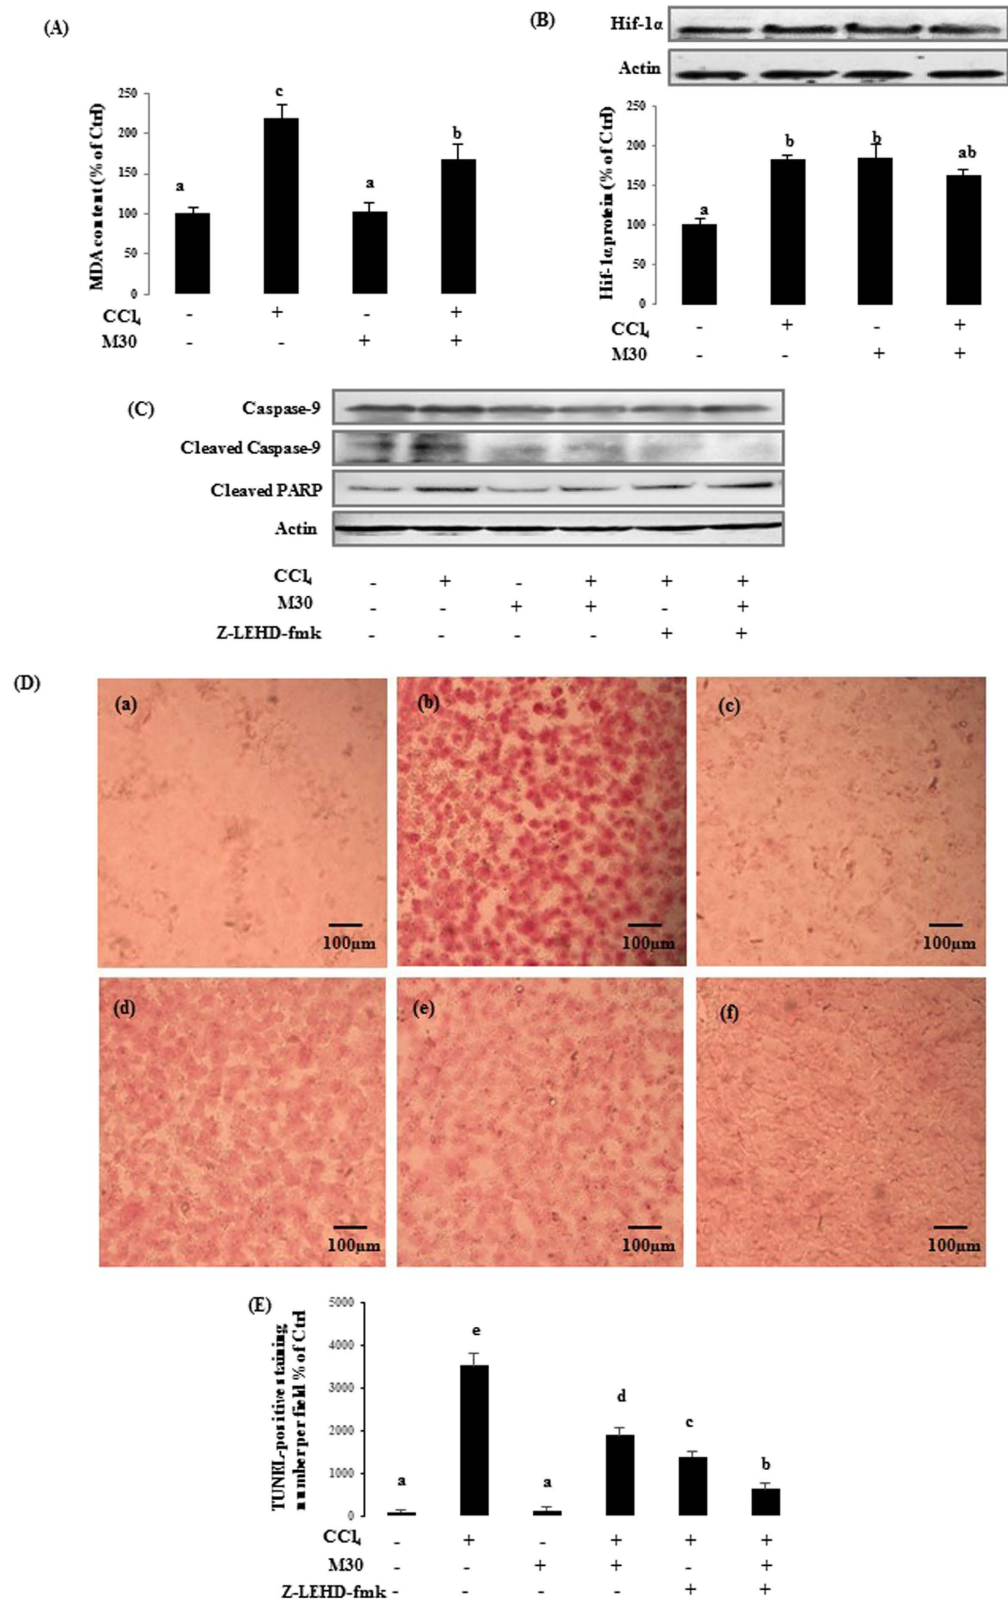 (A)
MDA content (% of Ctrl)
250
200
150
100
50
0
a
c
a
b
CCl₄ - + - +
M30 - - + +
(B)
Hif-1α
Actin
Hif-1α protein (% of Ctrl)
250
200
150
100
50
0
a
b
b
ab
CCl₄ - + - +
M30 - - + +
(C)
Caspase-9
Cleaved Caspase-9
Cleaved PARP
Actin
CCl₄ - + - + + +
M30 - - + + - +
Z-LEHD-fmk - - - - + +
(D)
(a)
100μm
(b)
100μm
(c)
100μm
(d)
100μm
(e)
100μm
(f)
100μm
(E)
TUNEL-positive staining
number per field % of Ctrl
5000
4000
3000
2000
1000
0
a
e
a
d
c
b
CCl₄ - + - + + +
M30 - - + + - +
Z-LEHD-fmk - - - - + +